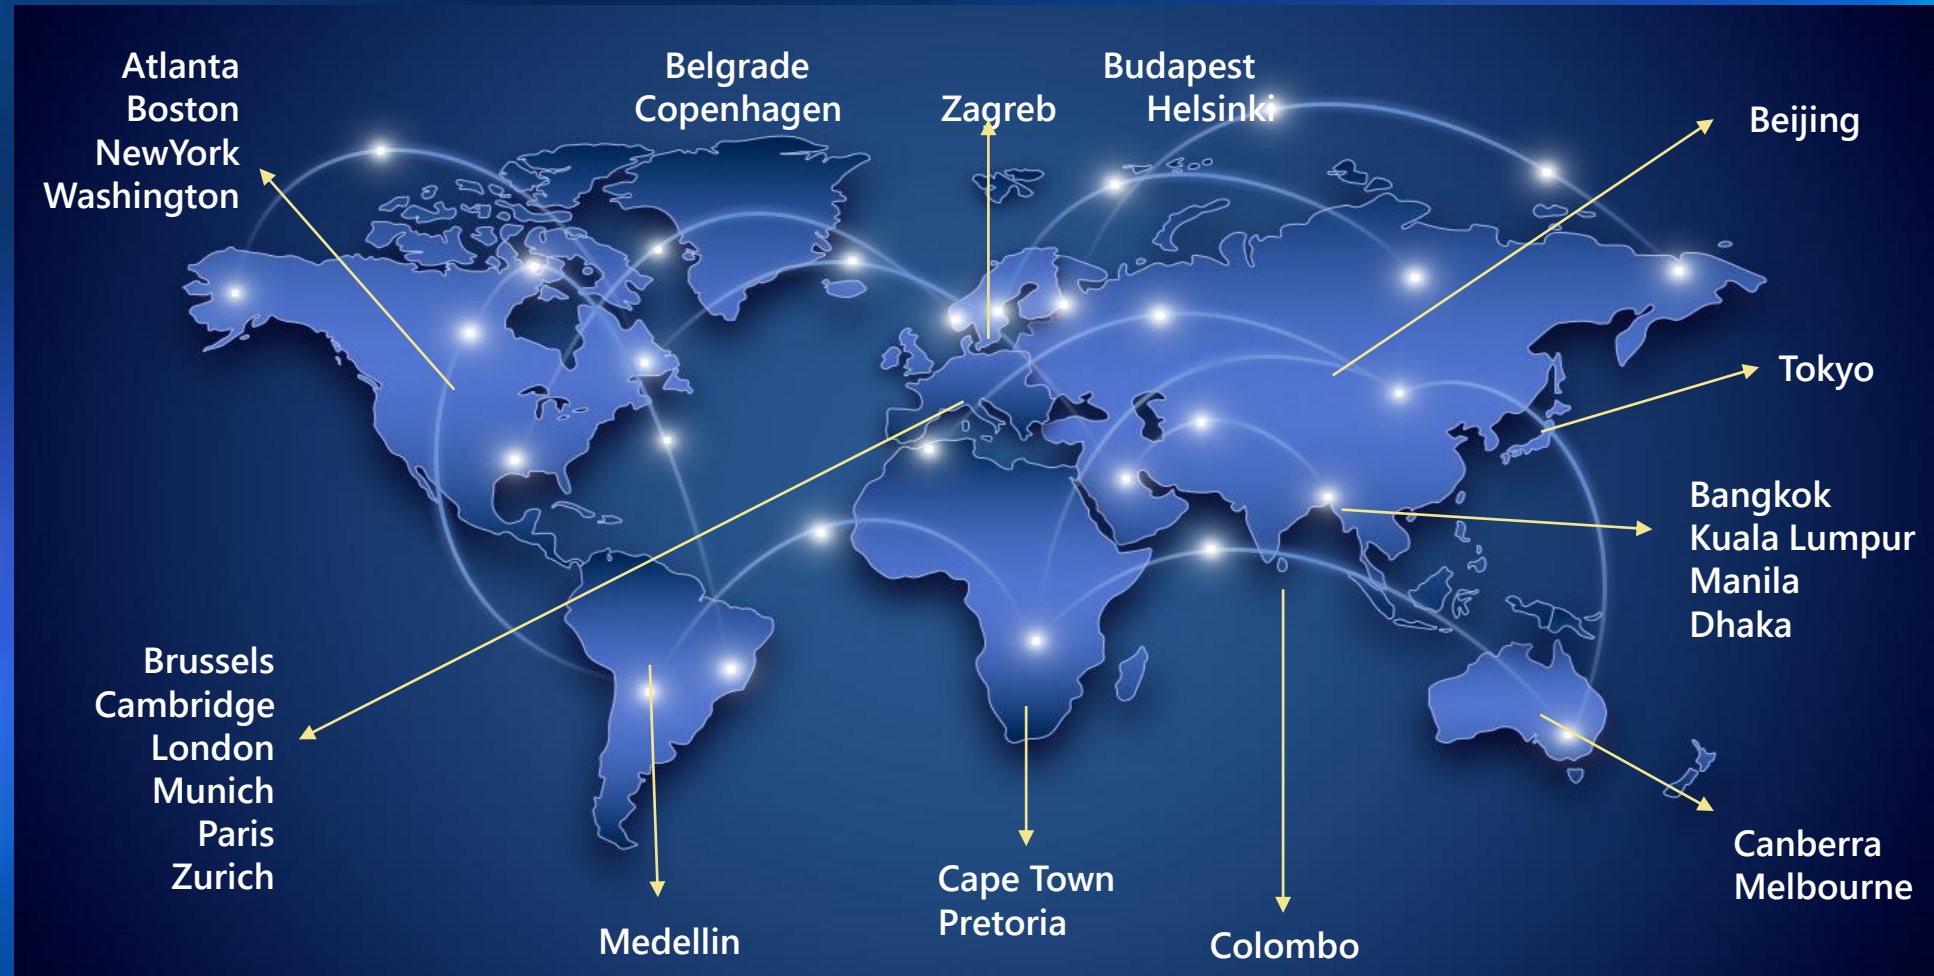 Atlanta
Boston
NewYork
Washington
Belgrade
Copenhagen
Zagreb
Budapest
Helsinki
Beijing
Tokyo
Bangkok
Kuala Lumpur
Manila
Dhaka
Brussels
Cambridge
London
Munich
Paris
Zurich
Medellin
Cape Town
Pretoria
Colombo
Canberra
Melbourne